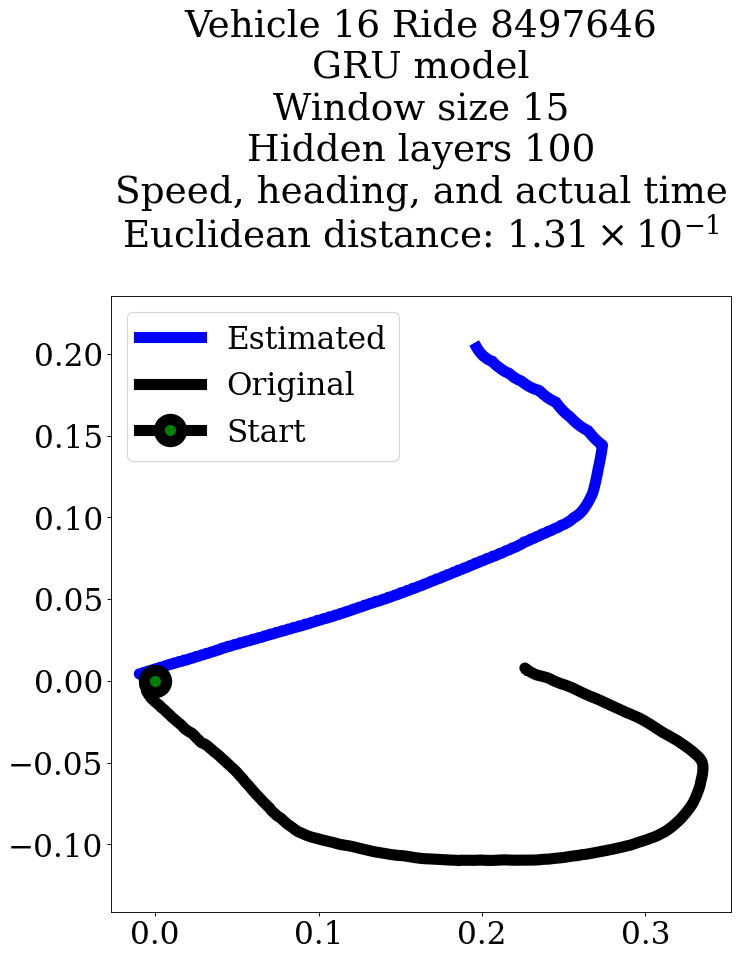 Vehicle 16 Ride 8497646
GRU model
Window size 15
Hidden layers 100
Speed, heading, and actual time
Euclidean distance: 1.31 × 10⁻¹
Estimated
Original
Start
0.20
0.15
0.10
0.05
0.00
−0.05
−0.10
0.0 0.1 0.2 0.3